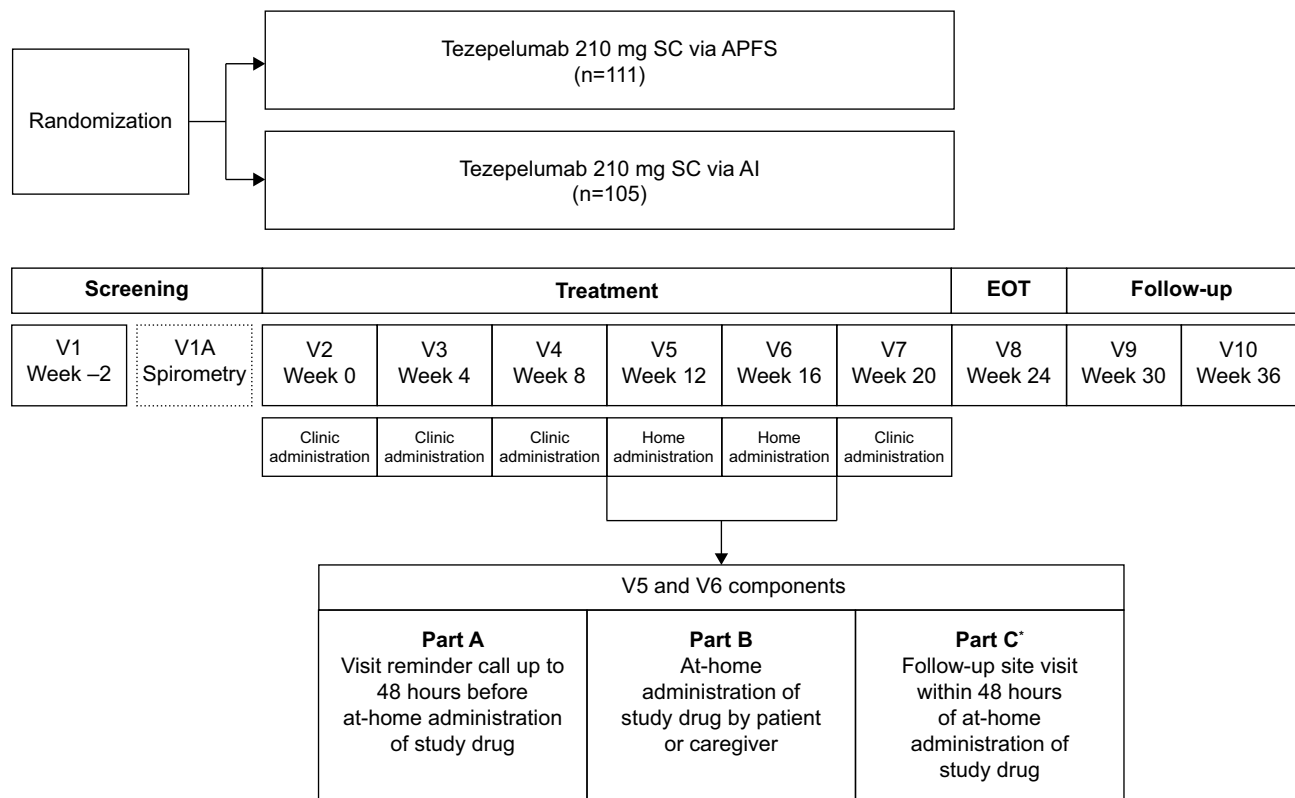 Tezepelumab 210 mg SC via APFS
(n=111)
Randomization
Tezepelumab 210 mg SC via AI
(n=105)
Screening
Treatment
EOT
Follow-up
V1
Week –2
V1A
Spirometry
V2
Week 0
V3
Week 4
V4
Week 8
V5
Week 12
V6
Week 16
V7
Week 20
V8
Week 24
V9
Week 30
V10
Week 36
Clinic
administration
Clinic
administration
Clinic
administration
Home
administration
Home
administration
Clinic
administration
V5 and V6 components
Part A
Visit reminder call up to
48 hours before
at-home administration
of study drug
Part B
At-home
administration of
study drug by patient
or caregiver
Part C*
Follow-up site visit
within 48 hours
of at-home
administration of
study drug